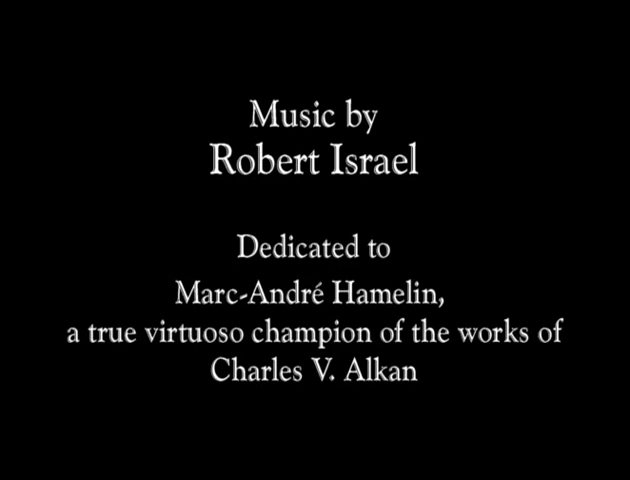 Music by
Robert Israel
Dedicated to
Marc-André Hamelin,
a true virtuoso champion of the works of
Charles V. Alkan